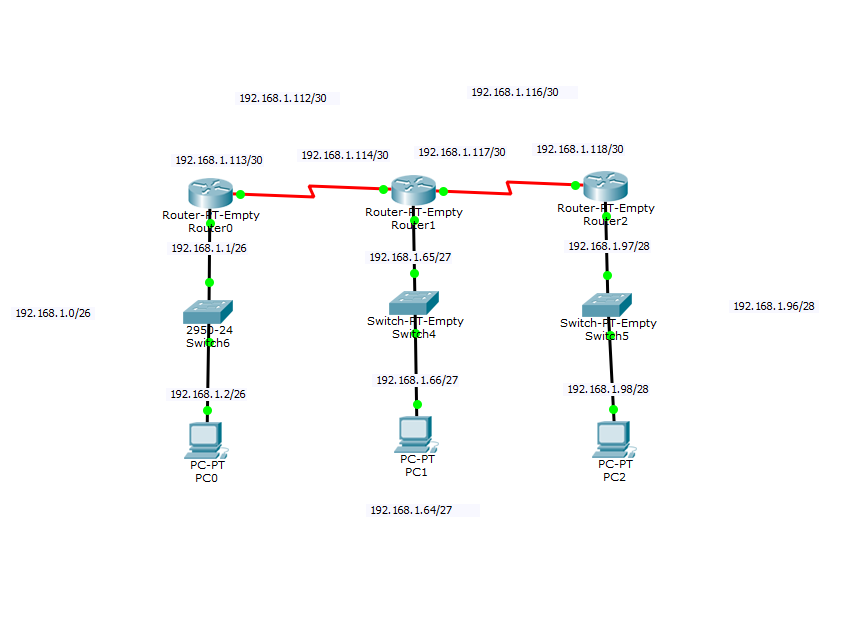 192.168.1.112/30
192.168.1.116/30
192.168.1.113/30
192.168.1.114/30
192.168.1.117/30
192.168.1.118/30
Router-PT-Empty
Router0
Router-PT-Empty
Router1
Router-PT-Empty
Router2
192.168.1.1/26
192.168.1.65/27
192.168.1.97/28
192.168.1.0/26
192.168.1.96/28
2950-24
Switch6
Switch-PT-Empty
Switch4
Switch-PT-Empty
Switch5
192.168.1.2/26
192.168.1.66/27
192.168.1.98/28
PC-PT
PC0
PC-PT
PC1
PC-PT
PC2
192.168.1.64/27